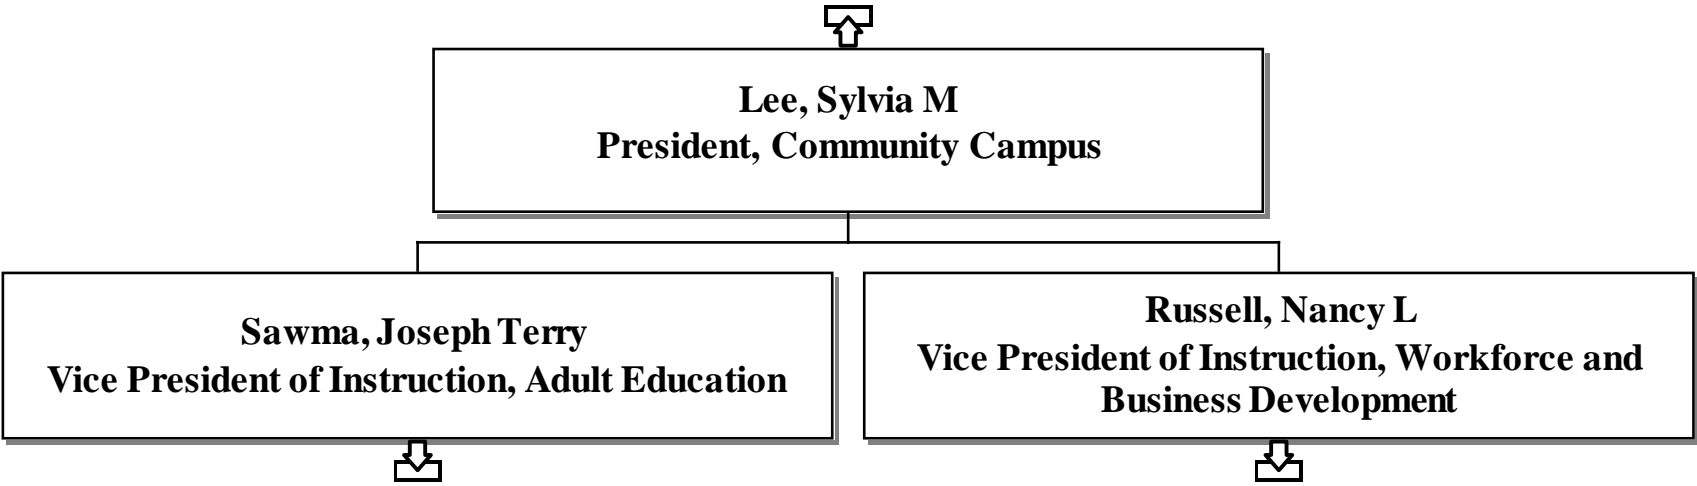 Lee, Sylvia M
President, Community Campus
Sawma, Joseph Terry
Vice President of Instruction, Adult Education
Russell, Nancy L
Vice President of Instruction, Workforce and
Business Development